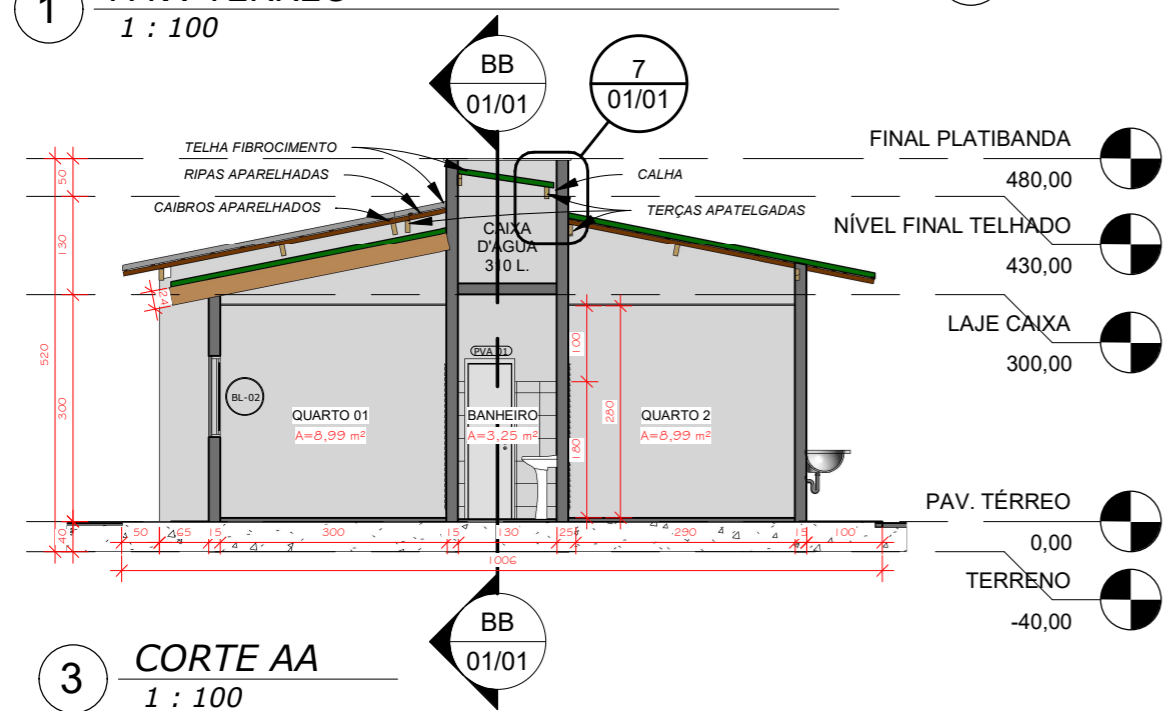 1
1 : 100
BB
01/01
7
01/01
TELHA FIBROCIMENTO
RIPAS APARELHADAS
CAIBROS APARELHADOS
CALHA
TERÇAS APATELGADAS
CAIXA
D'AGUA
310 L.
FINAL PLATIBANDA
480,00
NÍVEL FINAL TELHADO
430,00
LAJE CAIXA
300,00
PAV. TÉRREO
0,00
TERRENO
-40,00
50
130
520
300
40
24
PVA 01
BL-02
QUARTO 01
A=8,99 m²
BANHEIRO
A=3,25 m²
QUARTO 2
A=8,99 m²
100
280
180
50 65 15 300 15 130 25 290 15 100
1006
BB
01/01
3
CORTE AA
1 : 100